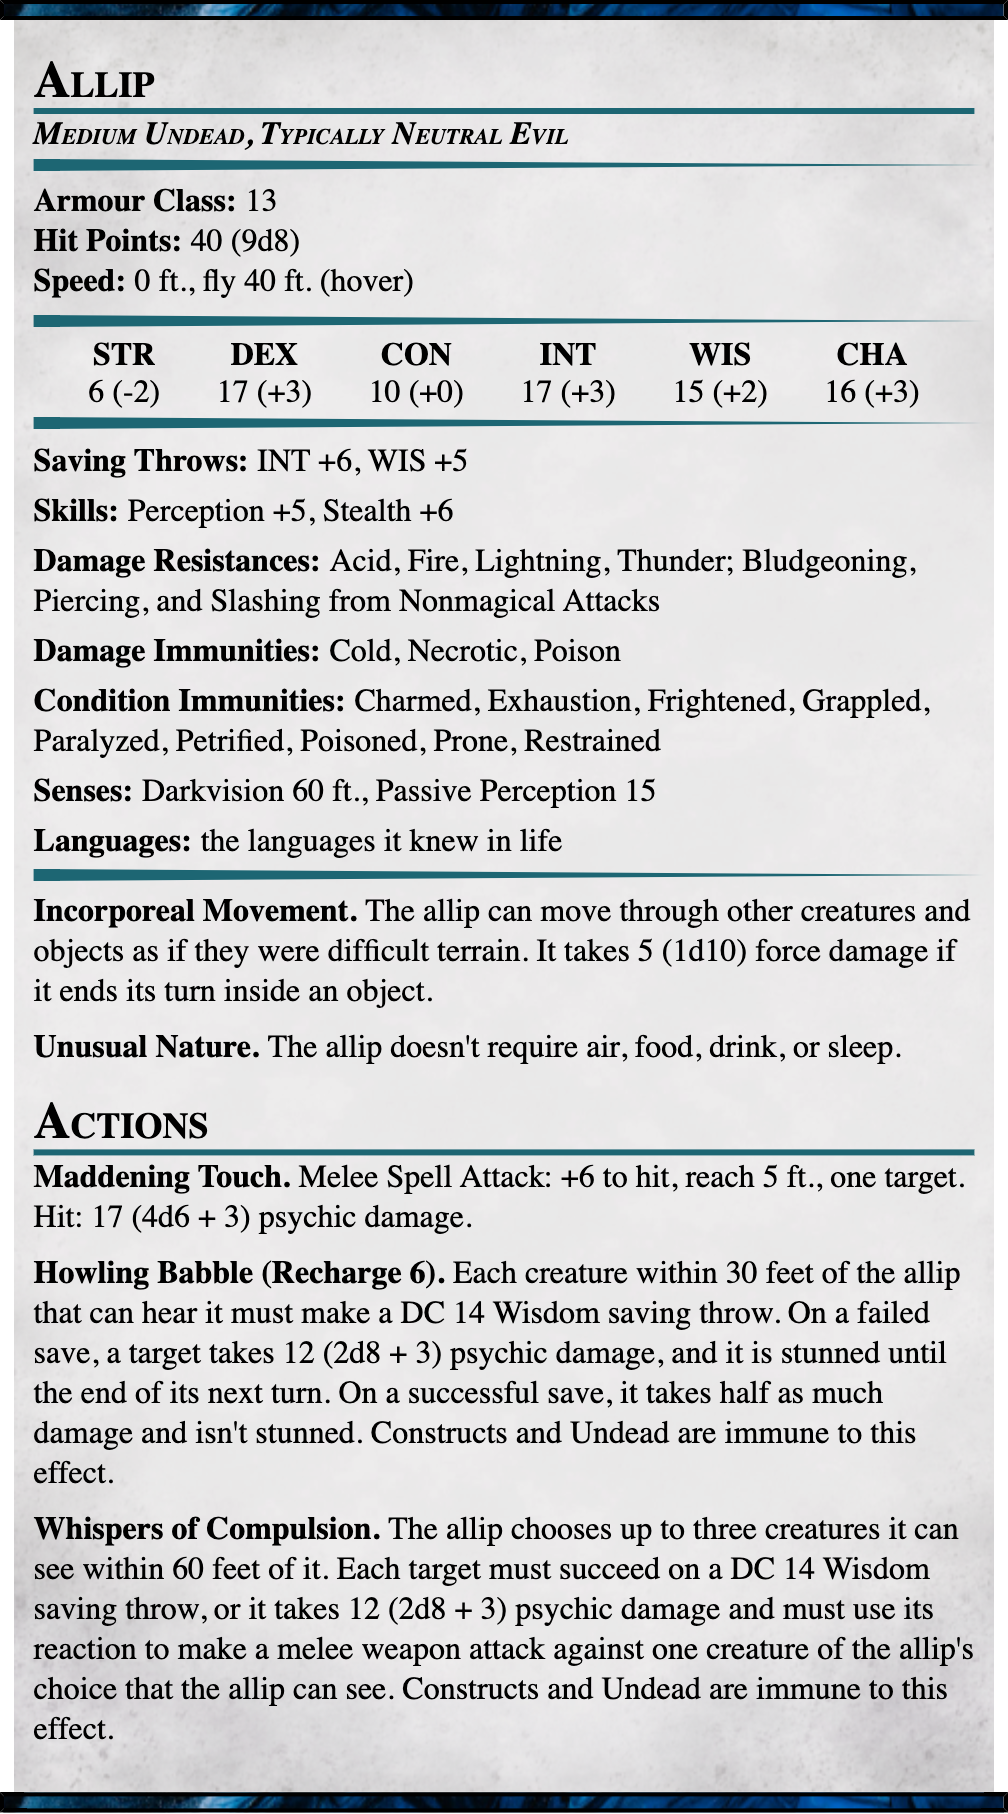 ALLIP
MEDIUM UNDEAD, TYPICALLY NEUTRAL EVIL
Armour Class: 13
Hit Points: 40 (9d8)
Speed: 0 ft., fly 40 ft. (hover)
STR DEX CON INT WIS CHA
6 (-2) 17 (+3) 10 (+0) 17 (+3) 15 (+2) 16 (+3)
Saving Throws: INT +6, WIS +5
Skills: Perception +5, Stealth +6
Damage Resistances: Acid, Fire, Lightning, Thunder; Bludgeoning,
Piercing, and Slashing from Nonmagical Attacks
Damage Immunities: Cold, Necrotic, Poison
Condition Immunities: Charmed, Exhaustion, Frightened, Grappled,
Paralyzed, Petrified, Poisoned, Prone, Restrained
Senses: Darkvision 60 ft., Passive Perception 15
Languages: the languages it knew in life
Incorporeal Movement. The allip can move through other creatures and
objects as if they were difficult terrain. It takes 5 (1d10) force damage if
it ends its turn inside an object.
Unusual Nature. The allip doesn't require air, food, drink, or sleep.
ACTIONS
Maddening Touch. Melee Spell Attack: +6 to hit, reach 5 ft., one target.
Hit: 17 (4d6 + 3) psychic damage.
Howling Babble (Recharge 6). Each creature within 30 feet of the allip
that can hear it must make a DC 14 Wisdom saving throw. On a failed
save, a target takes 12 (2d8 + 3) psychic damage, and it is stunned until
the end of its next turn. On a successful save, it takes half as much
damage and isn't stunned. Constructs and Undead are immune to this
effect.
Whispers of Compulsion. The allip chooses up to three creatures it can
see within 60 feet of it. Each target must succeed on a DC 14 Wisdom
saving throw, or it takes 12 (2d8 + 3) psychic damage and must use its
reaction to make a melee weapon attack against one creature of the allip's
choice that the allip can see. Constructs and Undead are immune to this
effect.